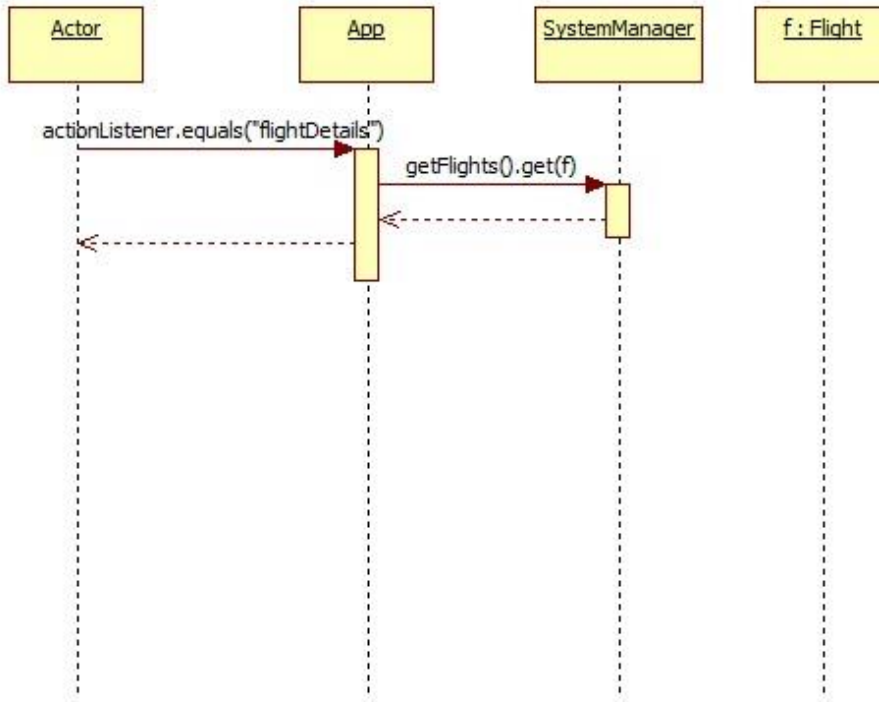 Actor
App
SystemManager
f : Flight
actionListener.equals("flightDetails")
getFlights().get(f)